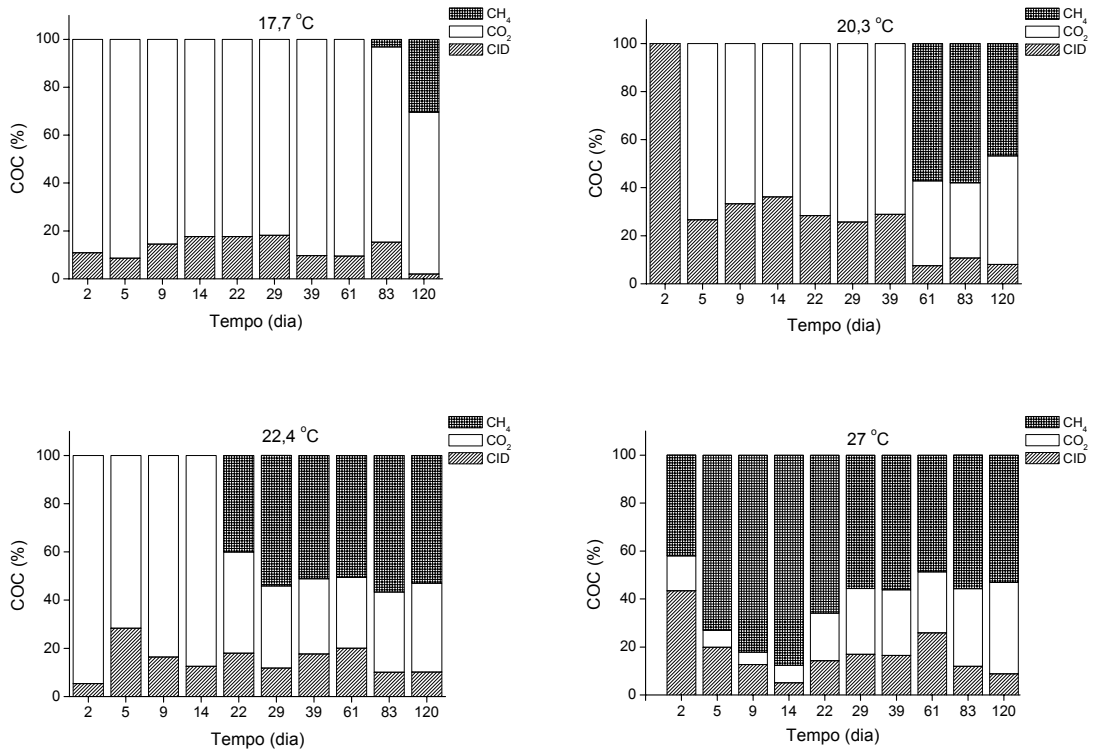 17,7 °C
CH₄
CO₂
CID
100
80
60
40
20
0
COC (%)
2 5 9 14 22 29 39 61 83 120
Tempo (dia)
20,3 °C
CH₄
CO₂
CID
100
80
60
40
20
0
COC (%)
2 5 9 14 22 29 39 61 83 120
Tempo (dia)
22,4 °C
CH₄
CO₂
CID
100
80
60
40
20
0
COC (%)
2 5 9 14 22 29 39 61 83 120
Tempo (dia)
27 °C
CH₄
CO₂
CID
100
80
60
40
20
0
COC (%)
2 5 9 14 22 29 39 61 83 120
Tempo (dia)